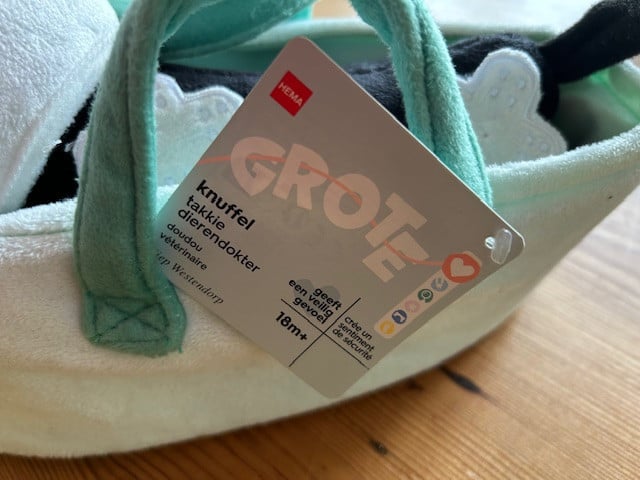 HEMA
GROTE
knuffel
takkie
dierendokter
doudou
vétérinaire
Westendorp
geeft
een veilig
gevoel
crée un
sentiment
de sécurité
18m+